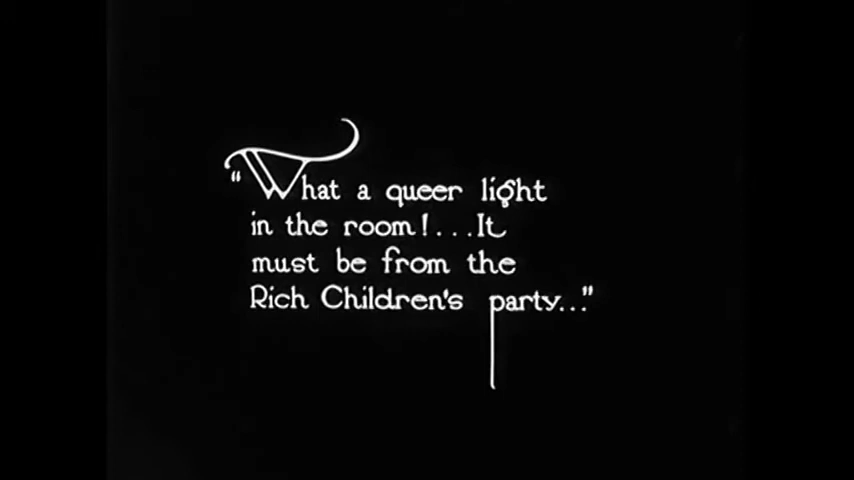 "What a queer light
in the room!...It
must be from the
Rich Children's party..."